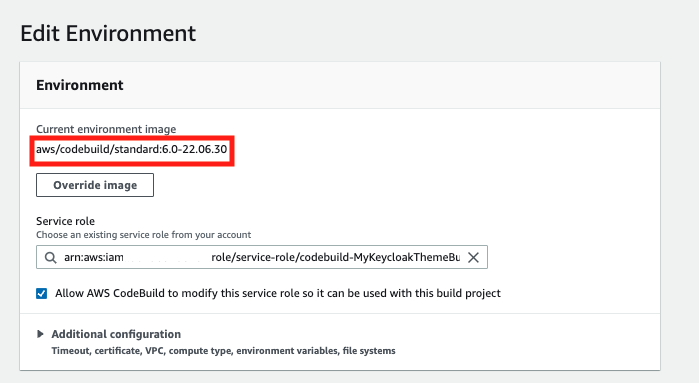 Edit Environment
Environment
Current environment image
aws/codebuild/standard:6.0-22.06.30
Override image
Service role
Choose an existing service role from your account
arn:aws:iam role/service-role/codebuild-MyKeycloakThemeBu
Allow AWS CodeBuild to modify this service role so it can be used with this build project
Additional configuration
Timeout, certificate, VPC, compute type, environment variables, file systems